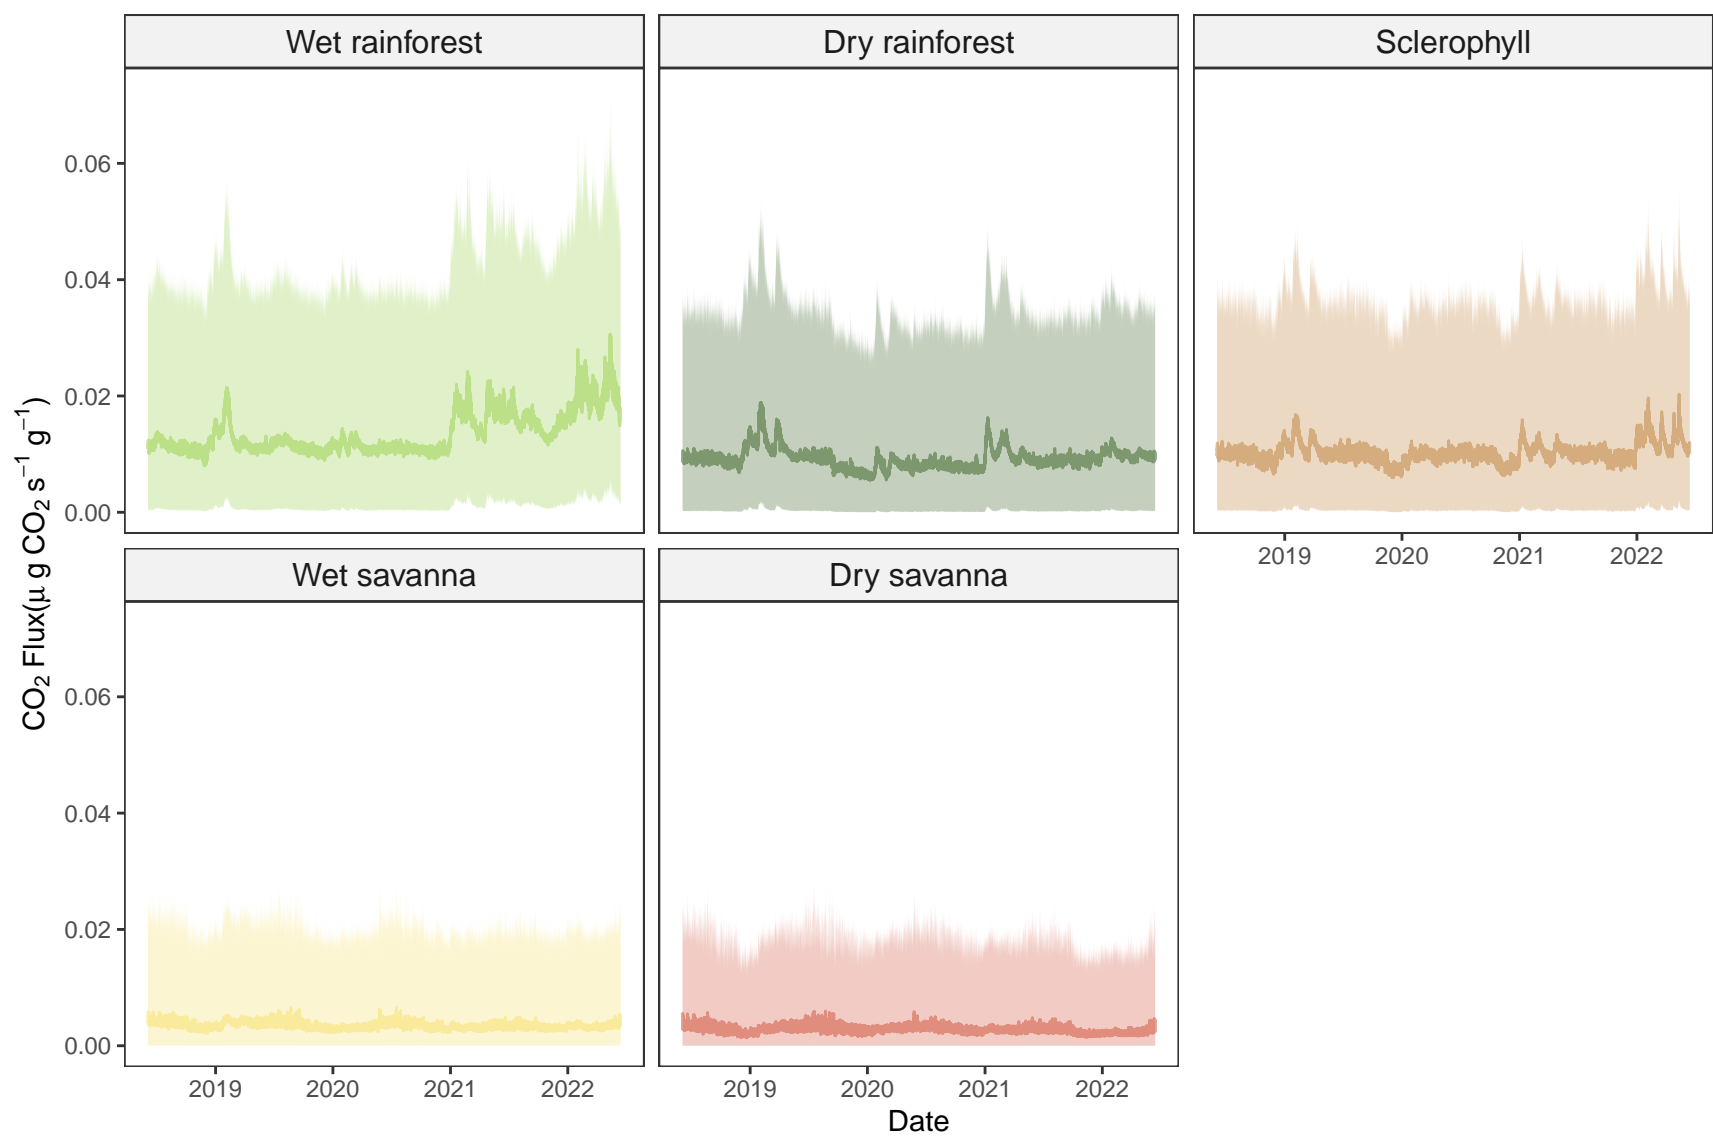 Wet rainforest
Dry rainforest
Sclerophyll
0.06
0.04
0.02
0.00
2019 2020 2021 2022
CO₂ Flux(μ g CO₂ s⁻¹ g⁻¹)
Wet savanna
Dry savanna
0.06
0.04
0.02
0.00
2019 2020 2021 2022
2019 2020 2021 2022
Date